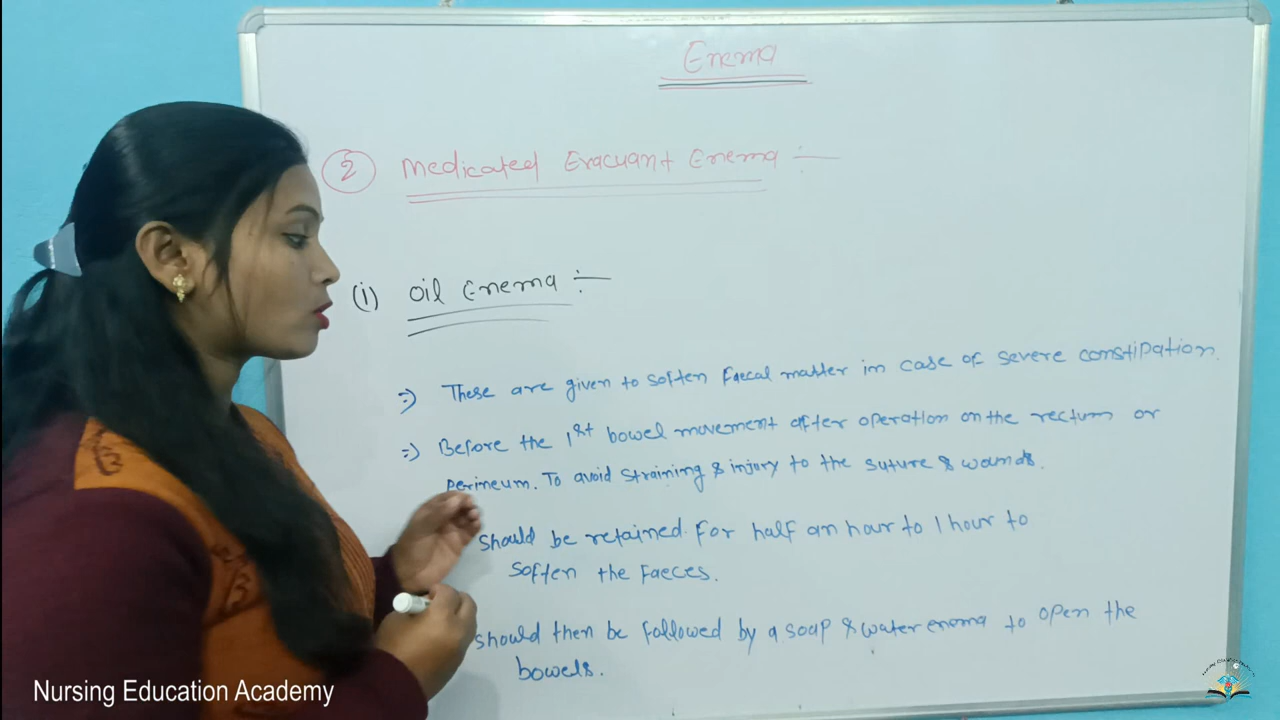 Enema
② Medicated Evacuant Enema :-
(i) Oil Enema :-
=) These are given to soften Faecal matter in case of severe constipation.
=) Before the 1st bowel movement after operation on the rectum or
perineum. To avoid straining & injury to the suture & wounds.
should be retained for half an hour to 1 hour to
soften the Faeces.
should then be followed by a soap & water enema to open the
bowels.
Nursing Education Academy